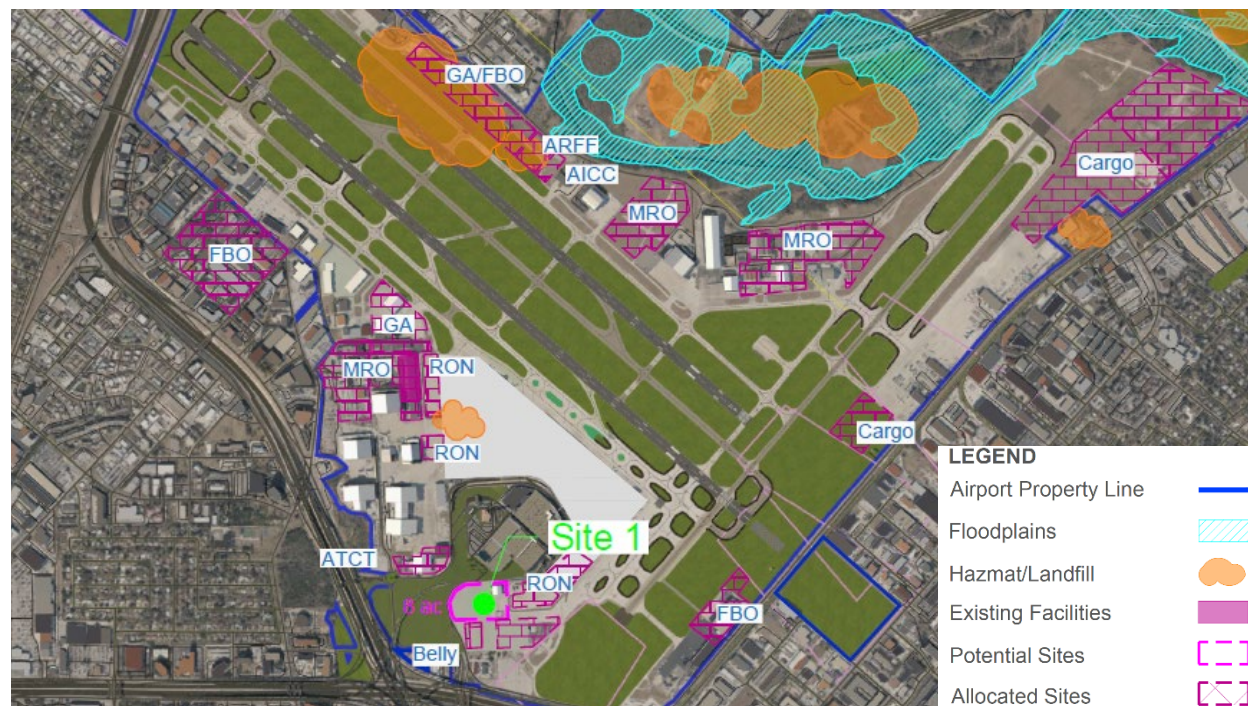 GA/FBO
ARFF
AICC
Cargo
MRO
MRO
FBO
GA
MRO
RON
Cargo
RON
Site 1
ATCT
RON
6 ac
FBO
Belly
LEGEND
Airport Property Line
Floodplains
Hazmat/Landfill
Existing Facilities
Potential Sites
Allocated Sites